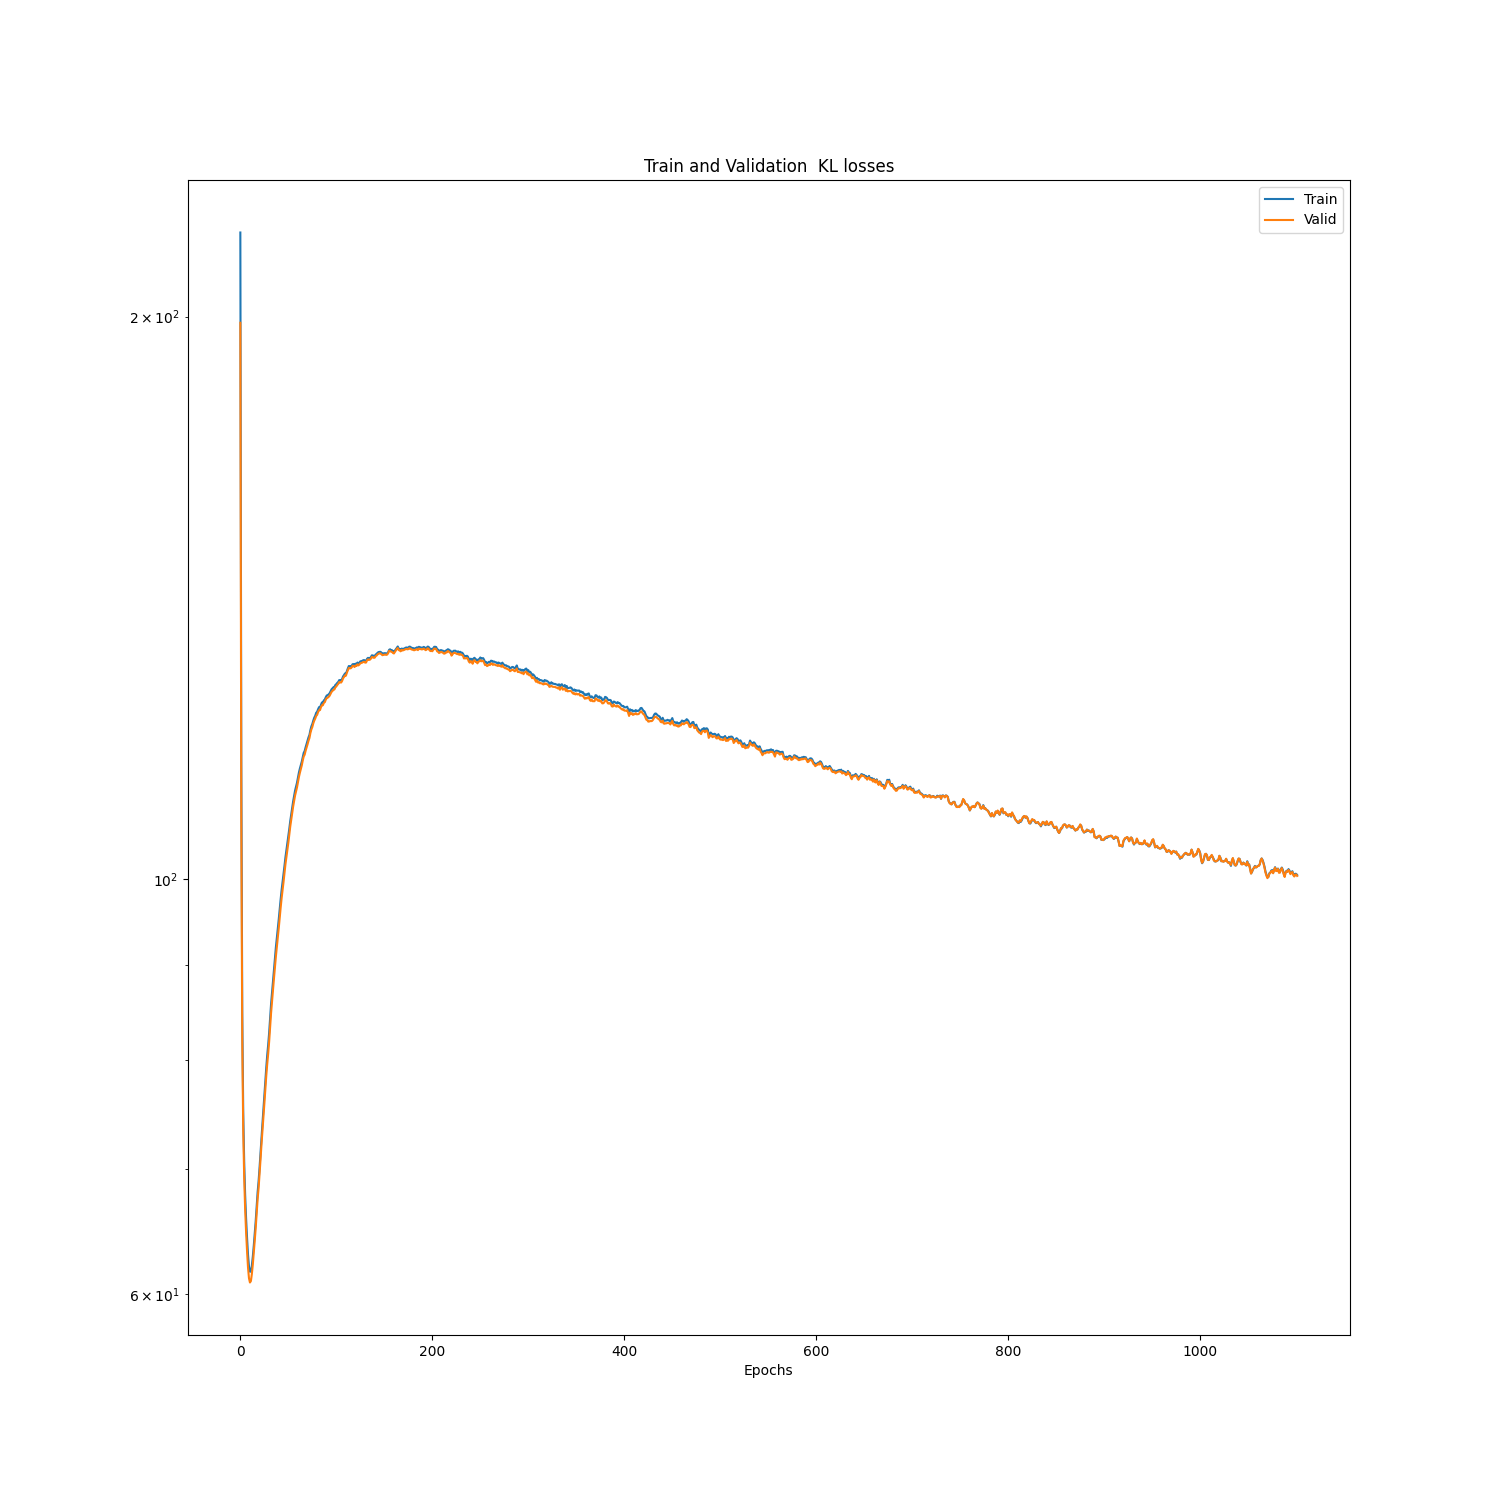 Train and Validation  KL losses
Train
Valid
2 × 10²
10²
6 × 10¹
0 200 400 600 800 1000
Epochs